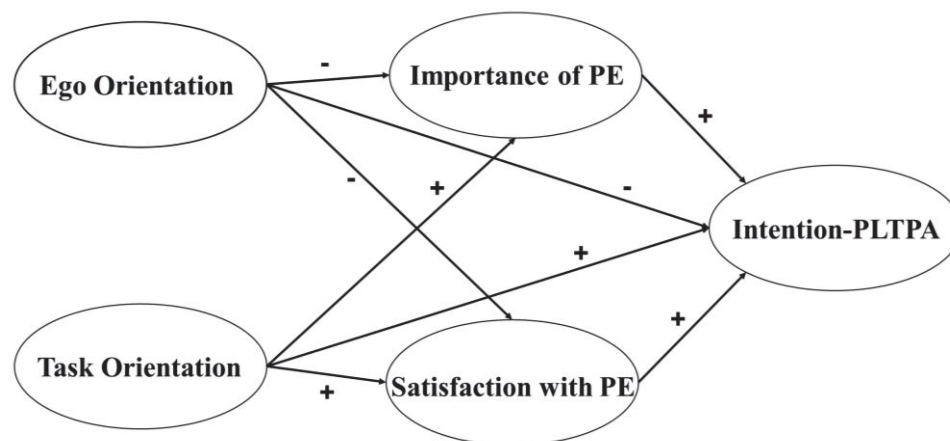 Ego Orientation
-
Importance of PE
+
-
+
-
Intention-PLTPA
+
+
Task Orientation
+
Satisfaction with PE